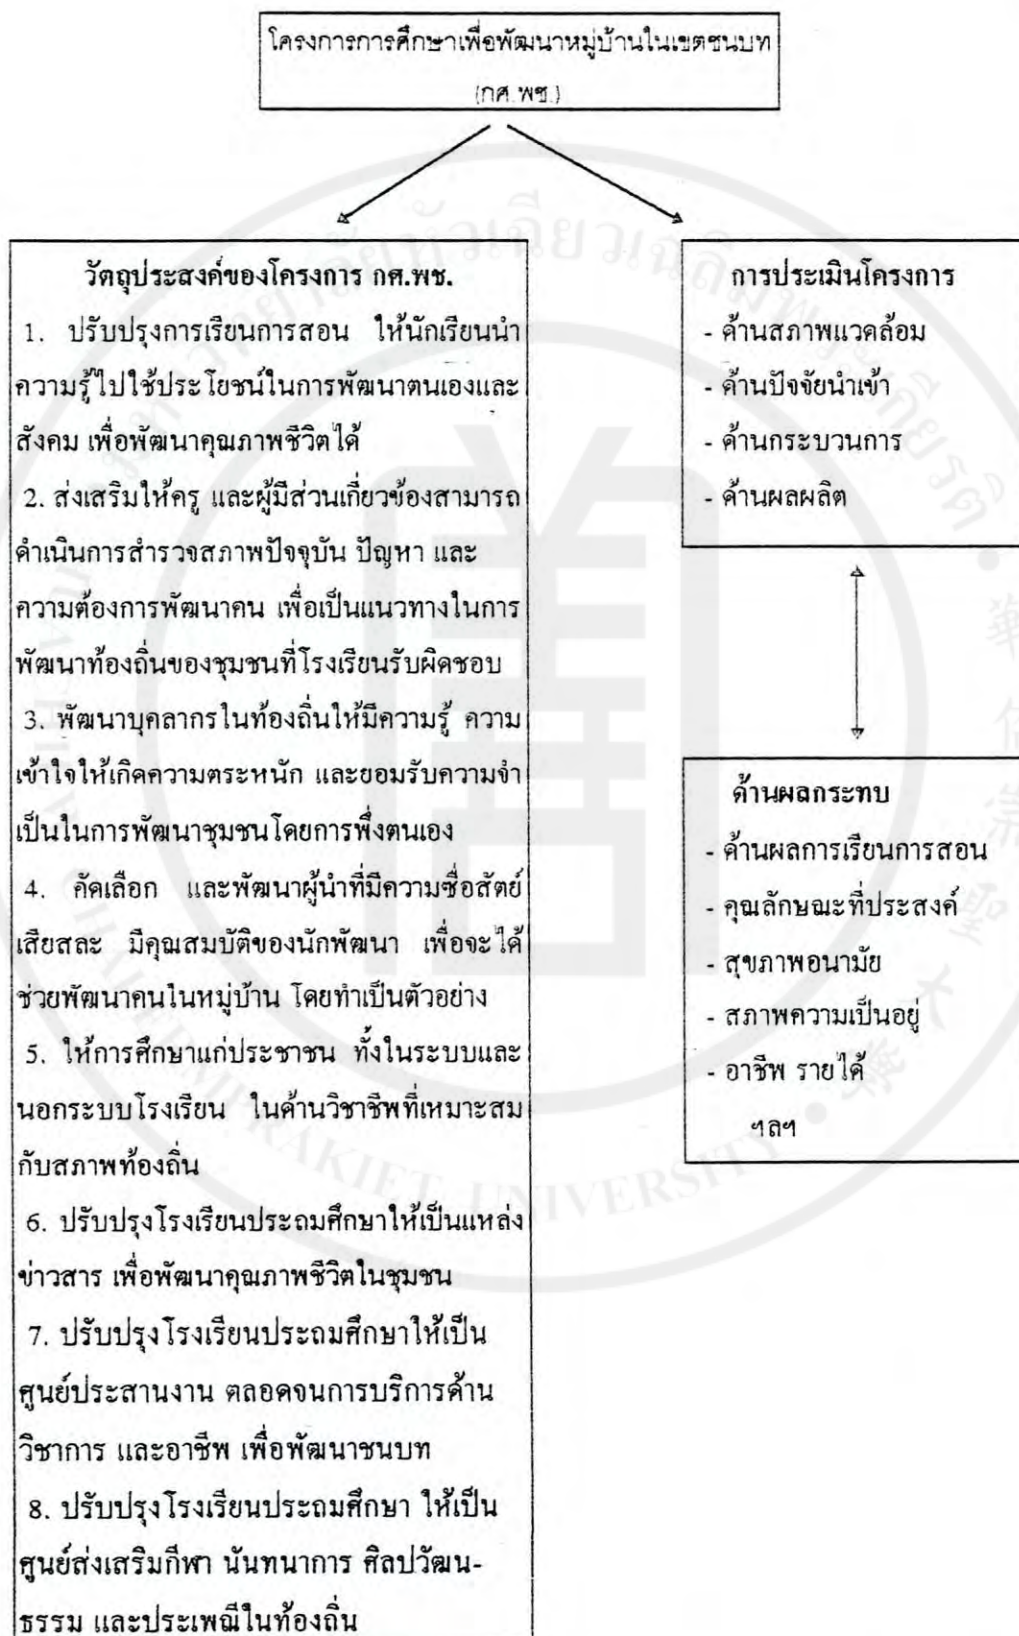 โครงการการศึกษาเพื่อพัฒนาหมู่บ้านในเขตชนบท
(กศ.พช.)
วัตถุประสงค์ของโครงการ กศ.พช.
1. ปรับปรุงการเรียนการสอน ให้นักเรียนนำ
ความรู้ไปใช้ประโยชน์ในการพัฒนาตนเองและ
สังคม เพื่อพัฒนาคุณภาพชีวิตได้
2. ส่งเสริมให้ครู และผู้มีส่วนเกี่ยวข้องสามารถ
ดำเนินการสำรวจสภาพปัจจุบัน ปัญหา และ
ความต้องการพัฒนาคน เพื่อเป็นแนวทางในการ
พัฒนาท้องถิ่นของชุมชนที่โรงเรียนรับผิดชอบ
3. พัฒนาบุคลากรในท้องถิ่นให้มีความรู้ ความ
เข้าใจให้เกิดความตระหนัก และยอมรับความจำ
เป็นในการพัฒนาชุมชนโดยการพึ่งตนเอง
4. คัดเลือก และพัฒนาผู้นำที่มีความซื่อสัตย์
เสียสละ มีคุณสมบัติของนักพัฒนา เพื่อจะได้
ช่วยพัฒนาคนในหมู่บ้าน โดยทำเป็นตัวอย่าง
5. ให้การศึกษาแก่ประชาชน ทั้งในระบบและ
นอกระบบโรงเรียน ในด้านวิชาชีพที่เหมาะสม
กับสภาพท้องถิ่น
6. ปรับปรุงโรงเรียนประถมศึกษาให้เป็นแหล่ง
ข่าวสาร เพื่อพัฒนาคุณภาพชีวิตในชุมชน
7. ปรับปรุงโรงเรียนประถมศึกษาให้เป็น
ศูนย์ประสานงาน ตลอดจนการบริการด้าน
วิชาการ และอาชีพ เพื่อพัฒนาชนบท
8. ปรับปรุงโรงเรียนประถมศึกษา ให้เป็น
ศูนย์ส่งเสริมกีฬา นันทนาการ ศิลปวัฒน-
ธรรม และประเพณีในท้องถิ่น
การประเมินโครงการ
- ด้านสภาพแวดล้อม
- ด้านปัจจัยนำเข้า
- ด้านกระบวนการ
- ด้านผลผลิต
ด้านผลกระทบ
- ด้านผลการเรียนการสอน
- คุณลักษณะที่ประสงค์
- สุขภาพอนามัย
- สภาพความเป็นอยู่
- อาชีพ รายได้
ฯลฯ